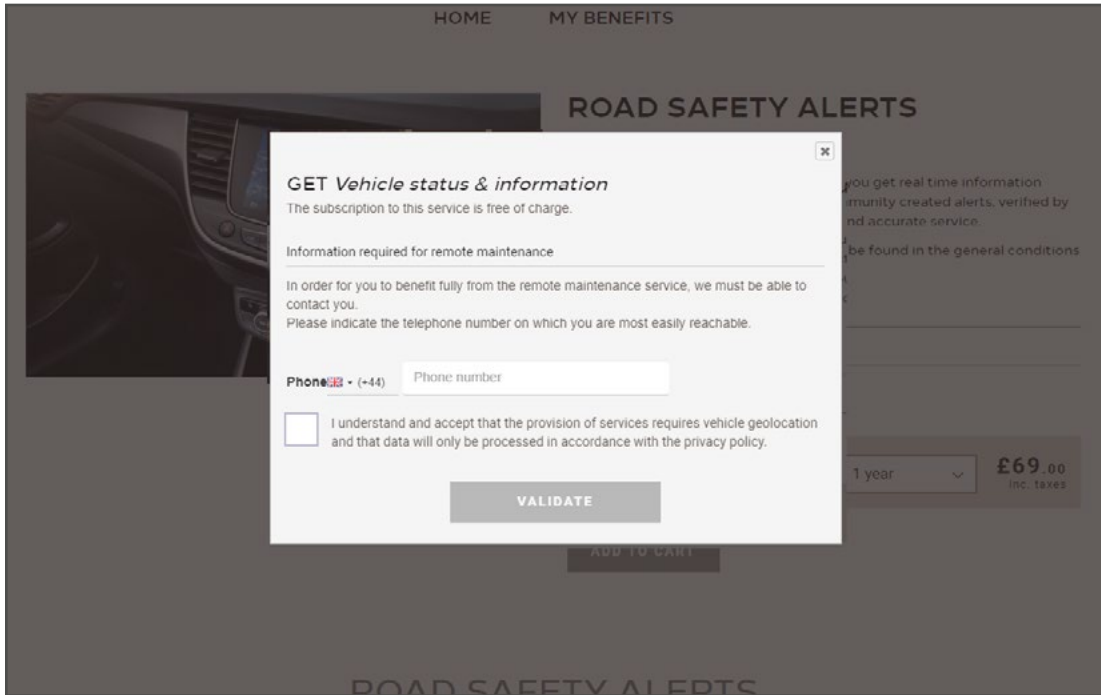 HOME MY BENEFITS
ROAD SAFETY ALERTS
GET Vehicle status & information
The subscription to this service is free of charge.
Information required for remote maintenance
In order for you to benefit fully from the remote maintenance service, we must be able to
contact you.
Please indicate the telephone number on which you are most easily reachable.
Phone (+44) Phone number
I understand and accept that the provision of services requires vehicle geolocation
and that data will only be processed in accordance with the privacy policy.
VALIDATE
you get real time information
munity created alerts, verified by
nd accurate service.
be found in the general conditions
1 year £69.00
inc. taxes
ADD TO CART
ROAD SAFETY ALERTS